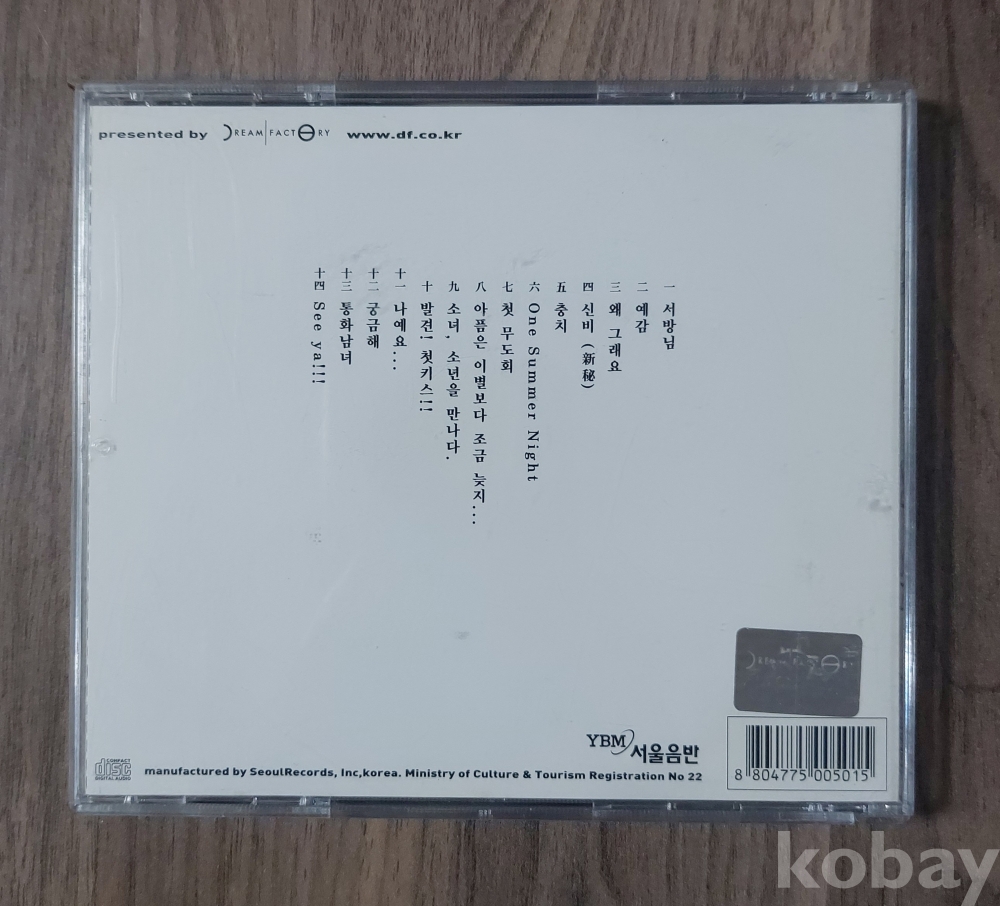 presented by DREAM FACTORY www.df.co.kr
一 서방님
二 예감
三 왜 그래요
四 신비 (新秘)
五 충치
六 One Summer Night
七 첫 무도회
八 아픔은 이별보다 조금 늦지...
九 소녀, 소년을 만나다.
十 발견! 첫키스!!
十一 나예요...
十二 궁금해
十三 통화남녀
十四 See ya!!!
YBM 서울음반
COMPACT
disc
DIGITAL AUDIO
manufactured by SeoulRecords, Inc,korea. Ministry of Culture & Tourism Registration No 22
8 804775 005015
kobay